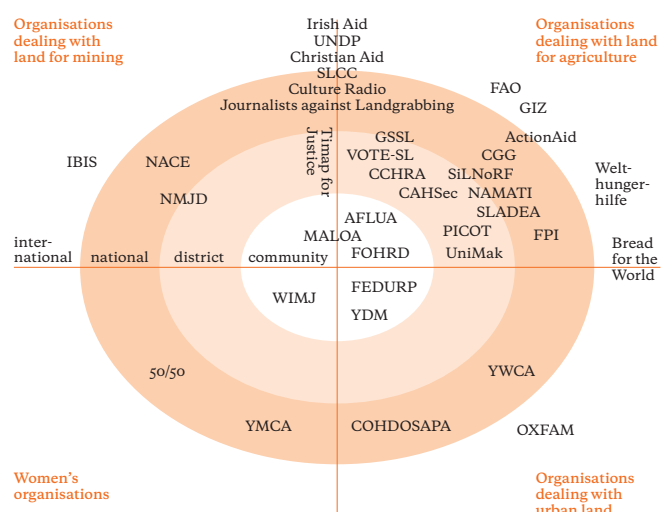 Organisations
dealing with
land for mining
Irish Aid
UNDP
Christian Aid
SLCC
Culture Radio
Journalists against Landgrabbing
Organisations
dealing with land
for agriculture
FAO
GIZ
ActionAid
Timap for
Justice
GSSL
VOTE-SL
CGG
CCHRA
SiLNoRF
CAHSec
NAMATI
SLADEA
IBIS
NACE
NMJD
Welt-
hunger-
hilfe
AFLUA
MALOA
FOHRD
PICOT
UniMak
FPI
inter-
national
national
district
community
Bread
for the
World
WIMJ
FEDURP
YDM
50/50
YWCA
YMCA
COHDOSAPA
OXFAM
Women's
organisations
Organisations
dealing with
urban land